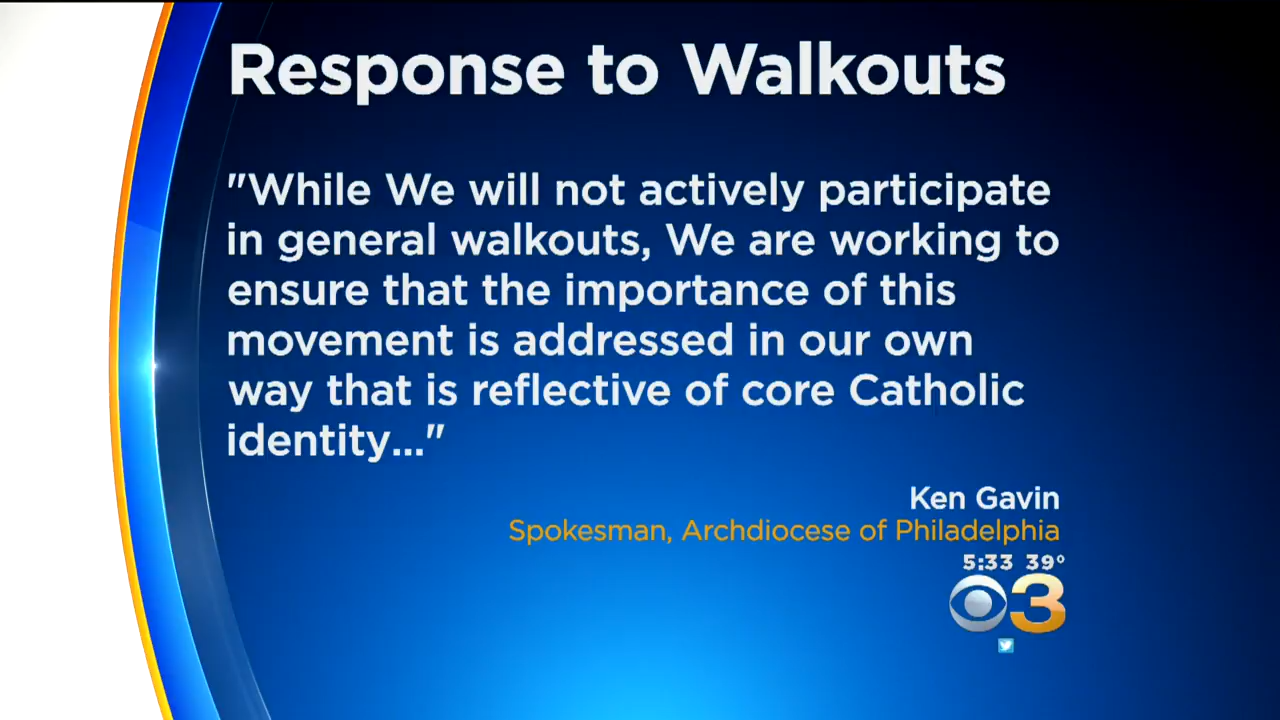 Response to Walkouts
"While We will not actively participate
in general walkouts, We are working to
ensure that the importance of this
movement is addressed in our own
way that is reflective of core Catholic
identity..."
Ken Gavin
Spokesman, Archdiocese of Philadelphia
5:33 39°
3